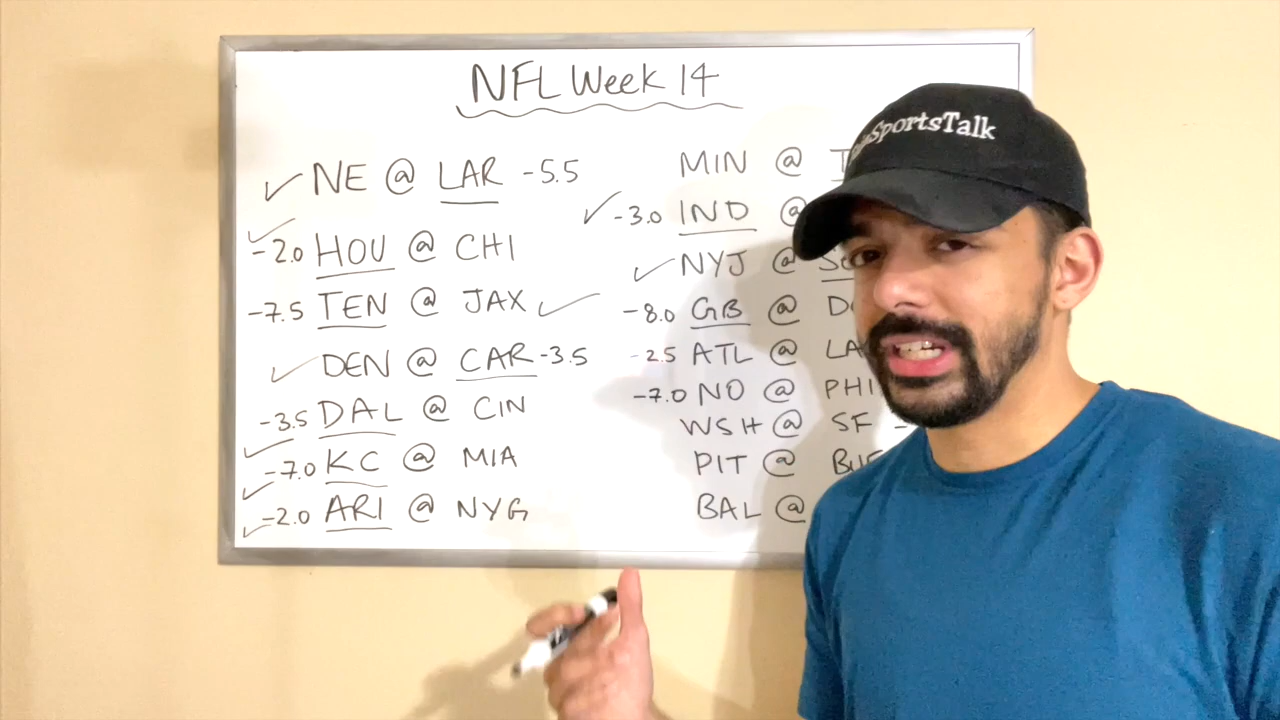 NFL Week 14
NE @ LAR -5.5
-2.0 HOU @ CHI
-7.5 TEN @ JAX
DEN @ CAR -3.5
-3.5 DAL @ CIN
-7.0 KC @ MIA
-2.0 ARI @ NYG
MIN @
-3.0 IND @
NYJ @
-8.0 GB @
-2.5 ATL @ LA
-7.0 NO @ PHI
WSH @ SF -
PIT @ BUF
BAL @
SportsTalk